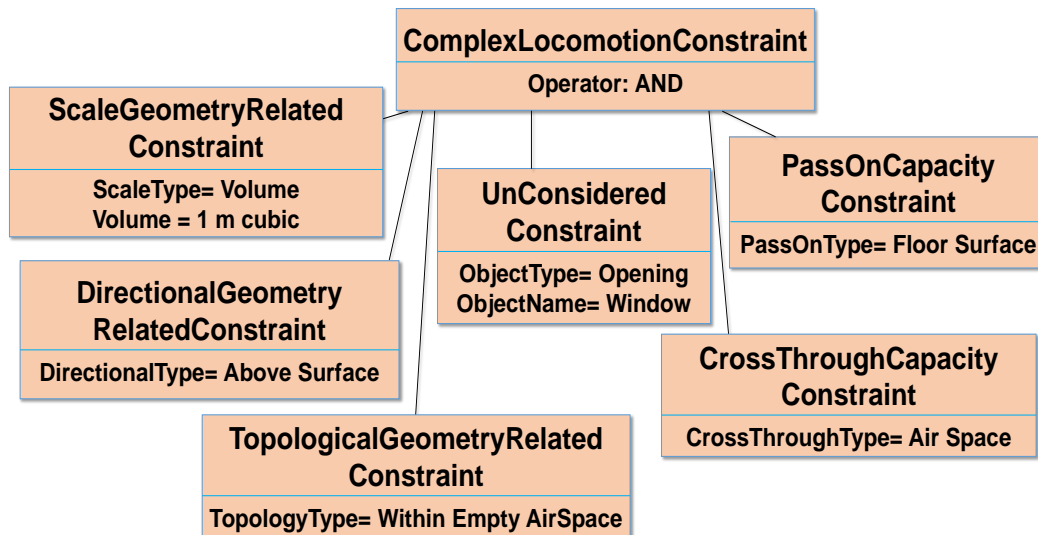 ComplexLocomotionConstraint
Operator: AND
ScaleGeometryRelated
Constraint
ScaleType= Volume
Volume = 1 m cubic
UnConsidered
Constraint
ObjectType= Opening
ObjectName= Window
PassOnCapacity
Constraint
PassOnType= Floor Surface
DirectionalGeometry
RelatedConstraint
DirectionalType= Above Surface
CrossThroughCapacity
Constraint
CrossThroughType= Air Space
TopologicalGeometryRelated
Constraint
TopologyType= Within Empty AirSpace